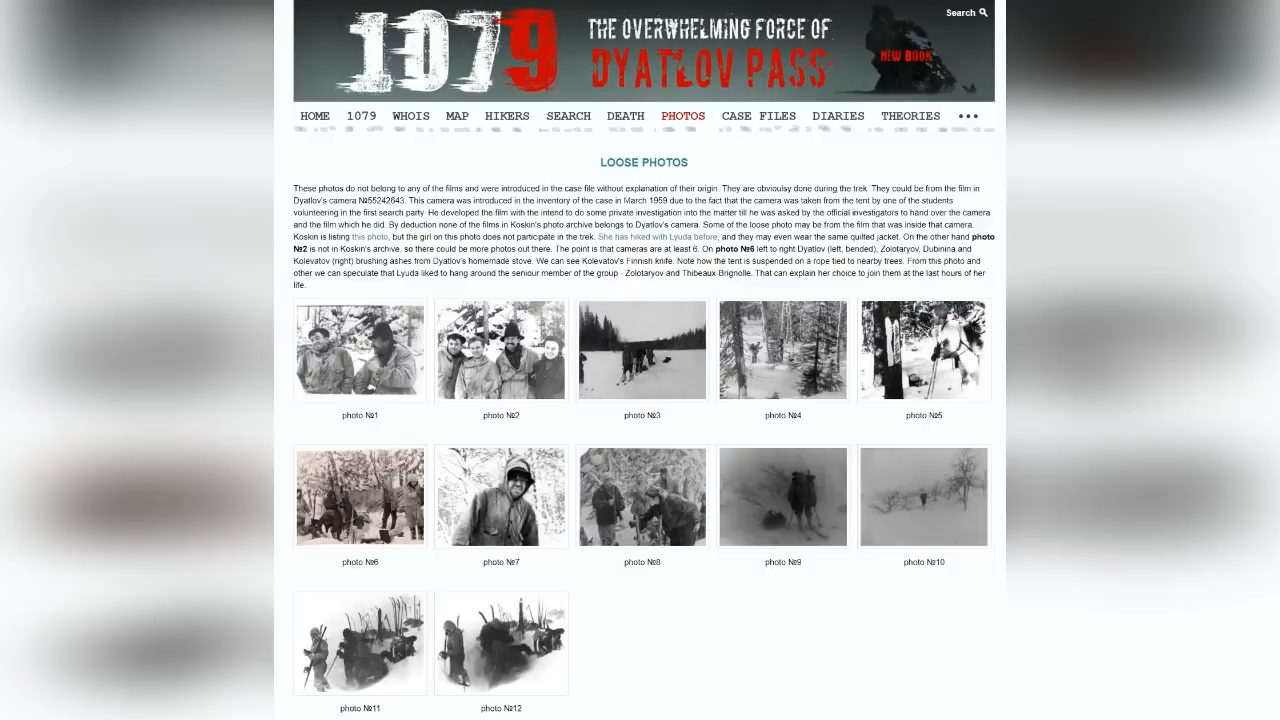 1079
THE OVERWHELMING FORCE OF
DYATLOV PASS
Search
NEW BOOK
HOME 1079 WHOIS MAP HIKERS SEARCH DEATH PHOTOS CASE FILES DIARIES THEORIES •••
LOOSE PHOTOS
These photos do not belong to any of the films and were introduced in the case file without explanation of their origin. They are obvioulsy done during the trek. They could be from the film in
Dyatlov's camera №55242643. This camera was introduced in the inventory of the case in March 1959 due to the fact that the camera was taken from the tent by one of the students
volunteering in the first search party. He developed the film with the intend to do some private investigation into the matter till he was asked by the official investigators to hand over the camera
and the film which he did. By deduction none of the films in Koskin's photo archive belongs to Dyatlov's camera. Some of the loose photo may be from the film that was inside that camera.
Koskin is listing this photo, but the girl on this photo does not participate in the trek. She has hiked with Lyuda before, and they may even wear the same quilted jacket. On the other hand photo
№2 is not in Koskin's archive, so there could be more photos out there. The point is that cameras are at least 6. On photo №6 left to right Dyatlov (left, bended), Zolotaryov, Dubinina and
Kolevatov (right) brushing ashes from Dyatlov's homemade stove. We can see Kolevatov's Finnish knife. Note how the tent is suspended on a rope tied to nearby trees. From this photo and
other we can speculate that Lyuda liked to hang around the seniour member of the group - Zolotaryov and Thibeaux-Brignolle. That can explain her choice to join them at the last hours of her
life.
photo №1 photo №2 photo №3 photo №4 photo №5
photo №6 photo №7 photo №8 photo №9 photo №10
photo №11 photo №12